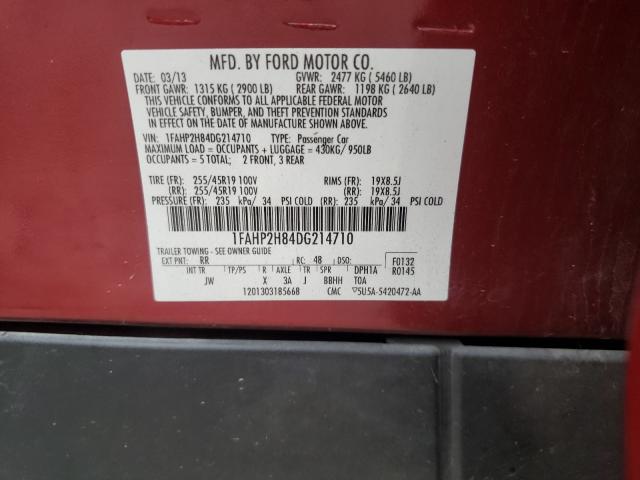 MFD. BY FORD MOTOR CO.
DATE: 03/13 GVWR: 2477 KG ( 5460 LB)
FRONT GAWR: 1315 KG ( 2900 LB) REAR GAWR: 1198 KG ( 2640 LB)
THIS VEHICLE CONFORMS TO ALL APPLICABLE FEDERAL MOTOR
VEHICLE SAFETY, BUMPER, AND THEFT PREVENTION STANDARDS
IN EFFECT ON THE DATE OF MANUFACTURE SHOWN ABOVE.
VIN: 1FAHP2H84DG214710 TYPE: Passenger Car
MAXIMUM LOAD = OCCUPANTS + LUGGAGE = 430KG/ 950LB
OCCUPANTS = 5 TOTAL; 2 FRONT, 3 REAR
TIRE (FR): 255/45R19 100V RIMS (FR): 19X8.5J
(RR): 255/45R19 100V (RR): 19X8.5J
PRESSURE (FR): 235 kPa/ 34 PSI COLD (RR): 235 kPa/ 34 PSI COLD
1FAHP2H84DG214710
TRAILER TOWING - SEE OWNER GUIDE
EXT PNT: RR RC: 48 DSO: F0132
INT TR TP/PS R AXLE TR SPR DPH1A R0145
JW X 3A J BBHH TOA
1201303185668 CMC 5U5A-5420472-AA